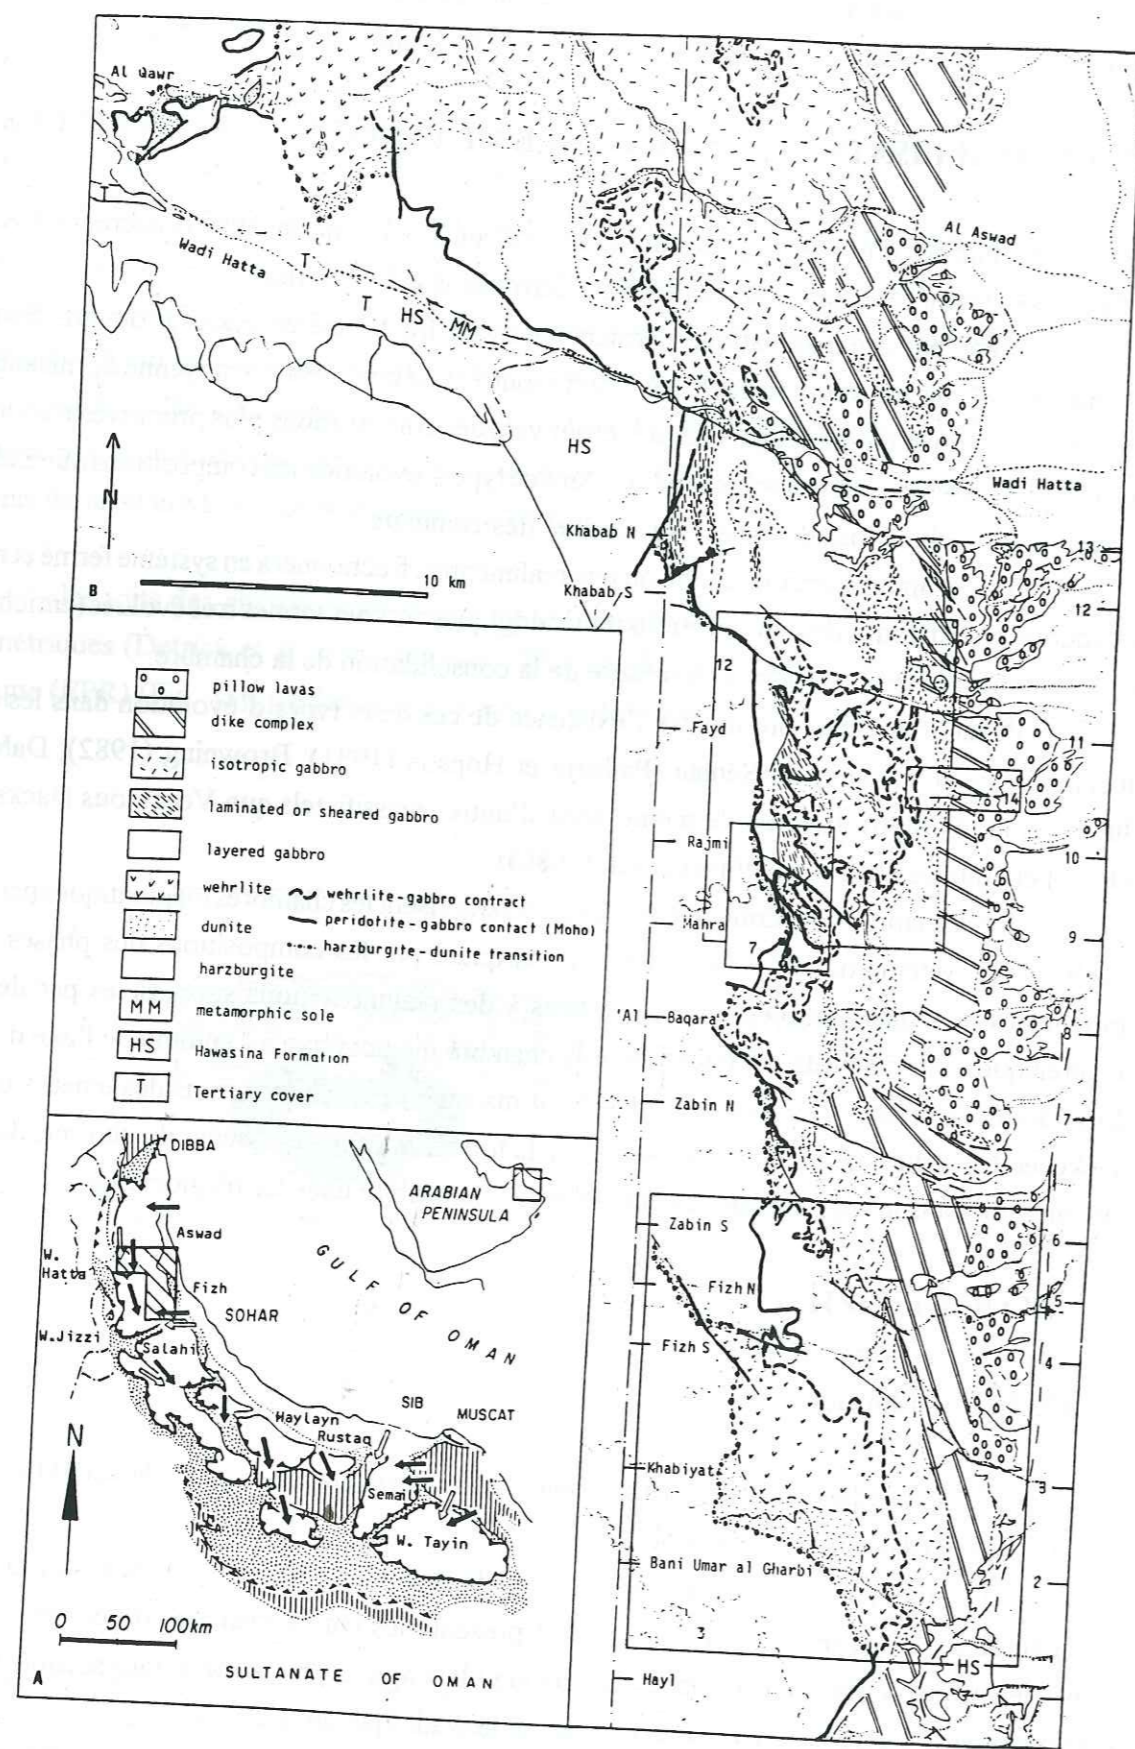 Al Qawr
T
Wadi Hatta
T
T
HS
MM
HS
Al Aswad
Wadi Hatta
N
Khabab N
Khabab S
B
10 km
13
12
12
Fayd
11
14
Rajmi
10
Mahra
9
7
Al Baqara
8
Zabin N
7
Zabin S
6
Fizh N
5
Fizh S
4
Khabiyat
3
Bani Umar al Gharbi
2
3
HS
Hayl
pillow lavas
dike complex
isotropic gabbro
laminated or sheared gabbro
layered gabbro
wehrlite
wehrlite-gabbro contract
peridotite-gabbro contact (Moho)
dunite
harzburgite-dunite transition
harzburgite
MM metamorphic sole
HS Hawasina Formation
T Tertiary cover
DIBBA
ARABIAN
PENINSULA
Aswad
W.
Hatta
Fizh
GULF OF OMAN
SOHAR
W.Jizzi
Salahi
SIB
MUSCAT
Haylayn
Rustaq
N
Semail
W. Tayin
0 50 100km
A
SULTANATE OF OMAN